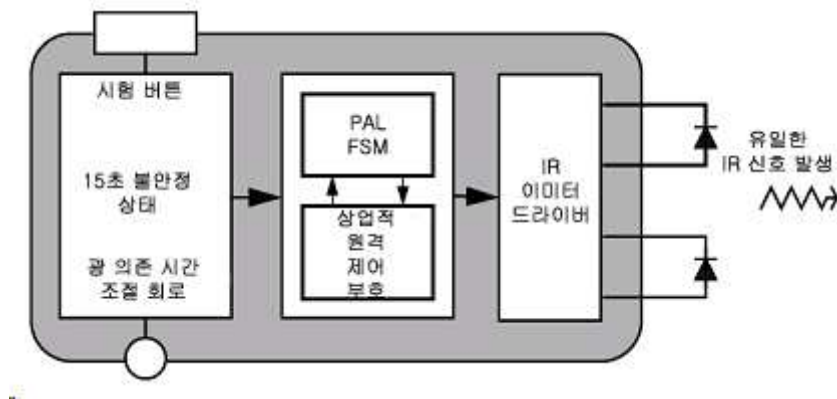 시험 버튼
15초 불안정
상태
광 의존 시간
조절 회로
PAL
FSM
상업적
원격
제어
부호
IR
이미터
드라이버
유일한
IR 신호 발생